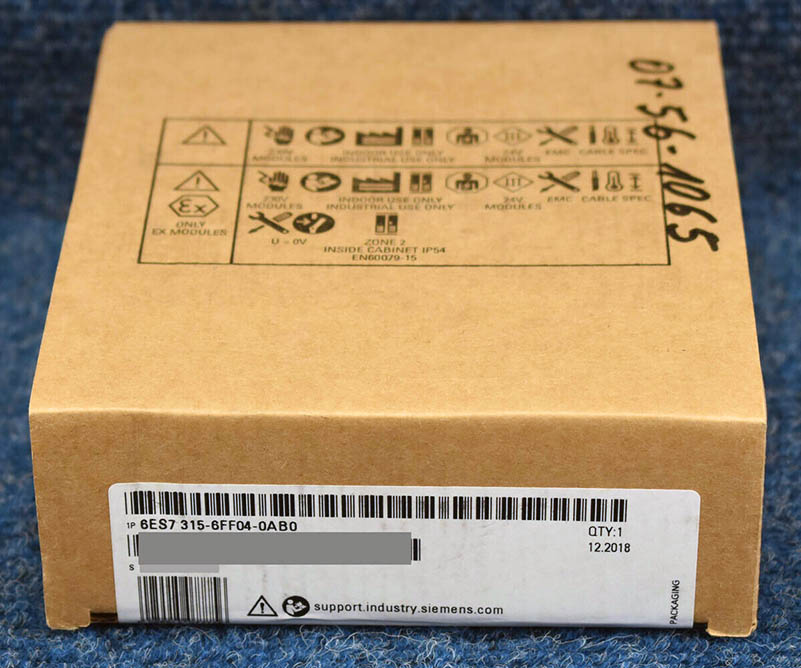 07-56-1065
230V MODULES
INDOOR USE ONLY
INDUSTRIAL USE ONLY
24V MODULES
EMC
CABLE SPEC
230V MODULES
INDOOR USE ONLY
INDUSTRIAL USE ONLY
24V MODULES
EMC
CABLE SPEC.
Ex
ONLY
EX MODULES
U = 0V
ZONE 2
INSIDE CABINET IP54
EN60079-15
1P 6ES7 315-6FF04-0AB0
QTY:1
12.2018
S
support.industry.siemens.com
PACKAGING